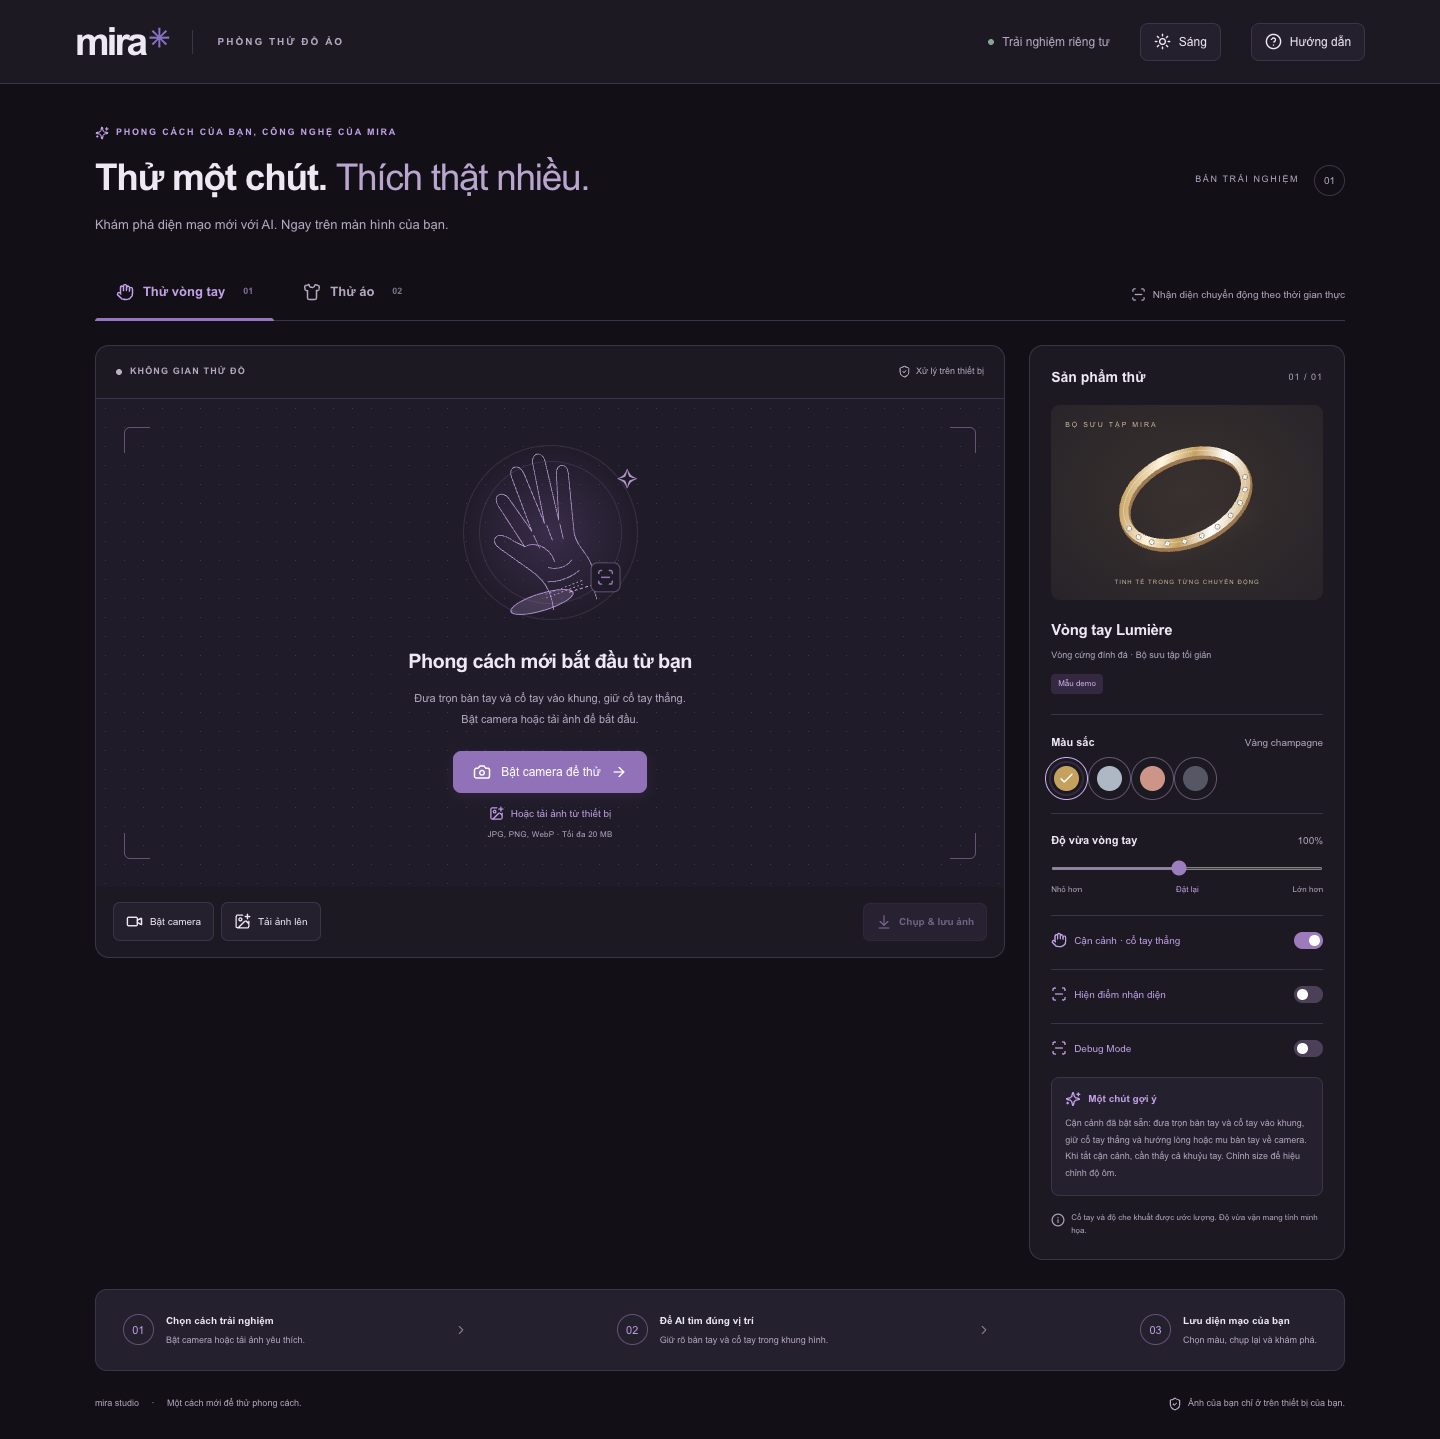 mira
PHÒNG THỬ ĐỒ ẢO
Trải nghiệm riêng tư
Sáng
Hướng dẫn
PHONG CÁCH CỦA BẠN, CÔNG NGHỆ CỦA MIRA
Thử một chút. Thích thật nhiều.
Khám phá diện mạo mới với AI. Ngay trên màn hình của bạn.
BẢN TRẢI NGHIỆM 01
Thử vòng tay 01
Thử áo 02
Nhận diện chuyển động theo thời gian thực
KHÔNG GIAN THỬ ĐỒ
Xử lý trên thiết bị
Phong cách mới bắt đầu từ bạn
Đưa trọn bàn tay và cổ tay vào khung, giữ cổ tay thẳng.
Bật camera hoặc tải ảnh để bắt đầu.
Bật camera để thử
Hoặc tải ảnh từ thiết bị
JPG, PNG, WebP · Tối đa 20 MB
Bật camera
Tải ảnh lên
Chụp & lưu ảnh
Sản phẩm thử
01 / 01
BỘ SƯU TẬP MIRA
TINH TẾ TRONG TỪNG CHUYỂN ĐỘNG
Vòng tay Lumière
Vòng cứng đính đá · Bộ sưu tập tối giản
Mẫu demo
Màu sắc
Vàng champagne
Độ vừa vòng tay
100%
Nhỏ hơn
Đặt lại
Lớn hơn
Cận cảnh · cổ tay thẳng
Hiện điểm nhận diện
Debug Mode
Một chút gợi ý
Cận cảnh đã bật sẵn: đưa trọn bàn tay và cổ tay vào khung,
giữ cổ tay thẳng và hướng lòng hoặc mu bàn tay về camera.
Khi tắt cận cảnh, cần thấy cả khuỷu tay. Chỉnh size để hiệu
chỉnh độ ôm.
Cổ tay và độ che khuất được ước lượng. Độ vừa vặn mang tính minh
họa.
01
Chọn cách trải nghiệm
Bật camera hoặc tải ảnh yêu thích.
02
Để AI tìm đúng vị trí
Giữ rõ bàn tay và cổ tay trong khung hình.
03
Lưu diện mạo của bạn
Chọn màu, chụp lại và khám phá.
mira studio · Một cách mới để thử phong cách.
Ảnh của bạn chỉ ở trên thiết bị của bạn.